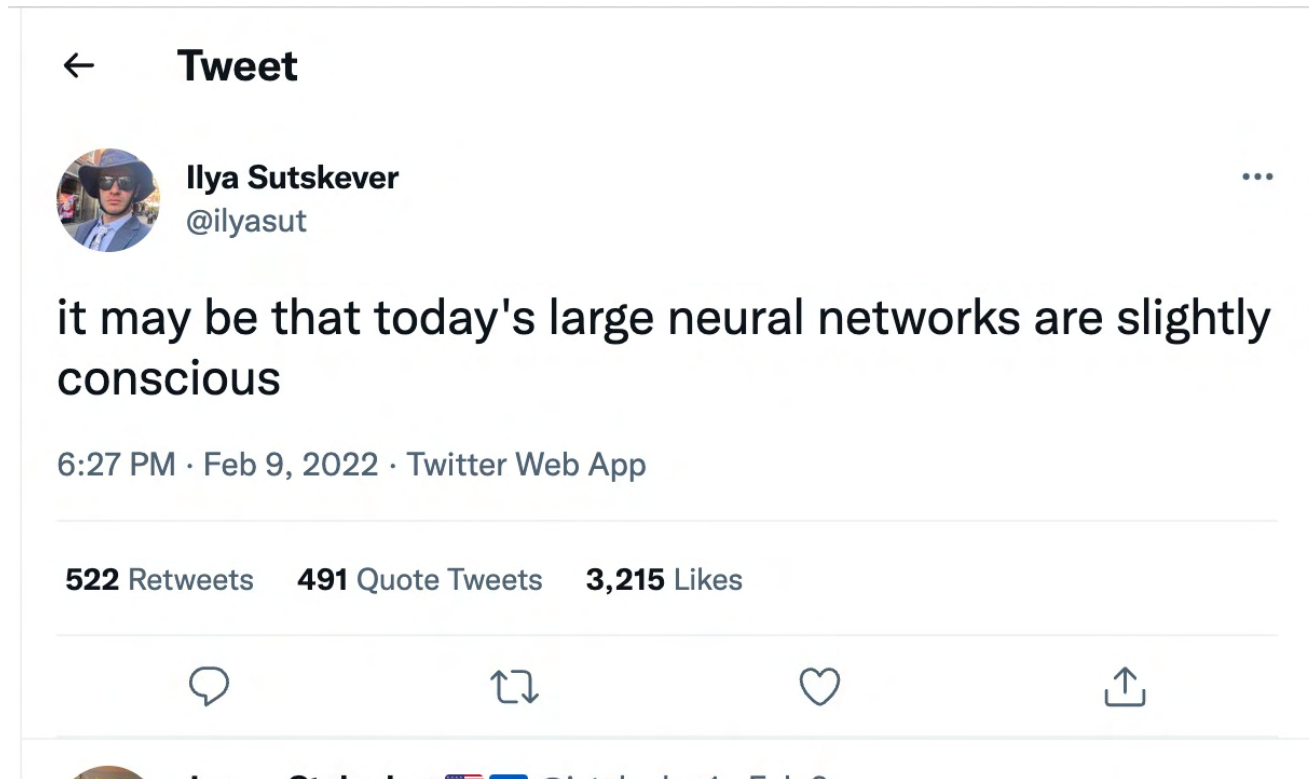 Tweet
Ilya Sutskever
@ilyasut
it may be that today's large neural networks are slightly
conscious
6:27 PM · Feb 9, 2022 · Twitter Web App
522 Retweets 491 Quote Tweets 3,215 Likes